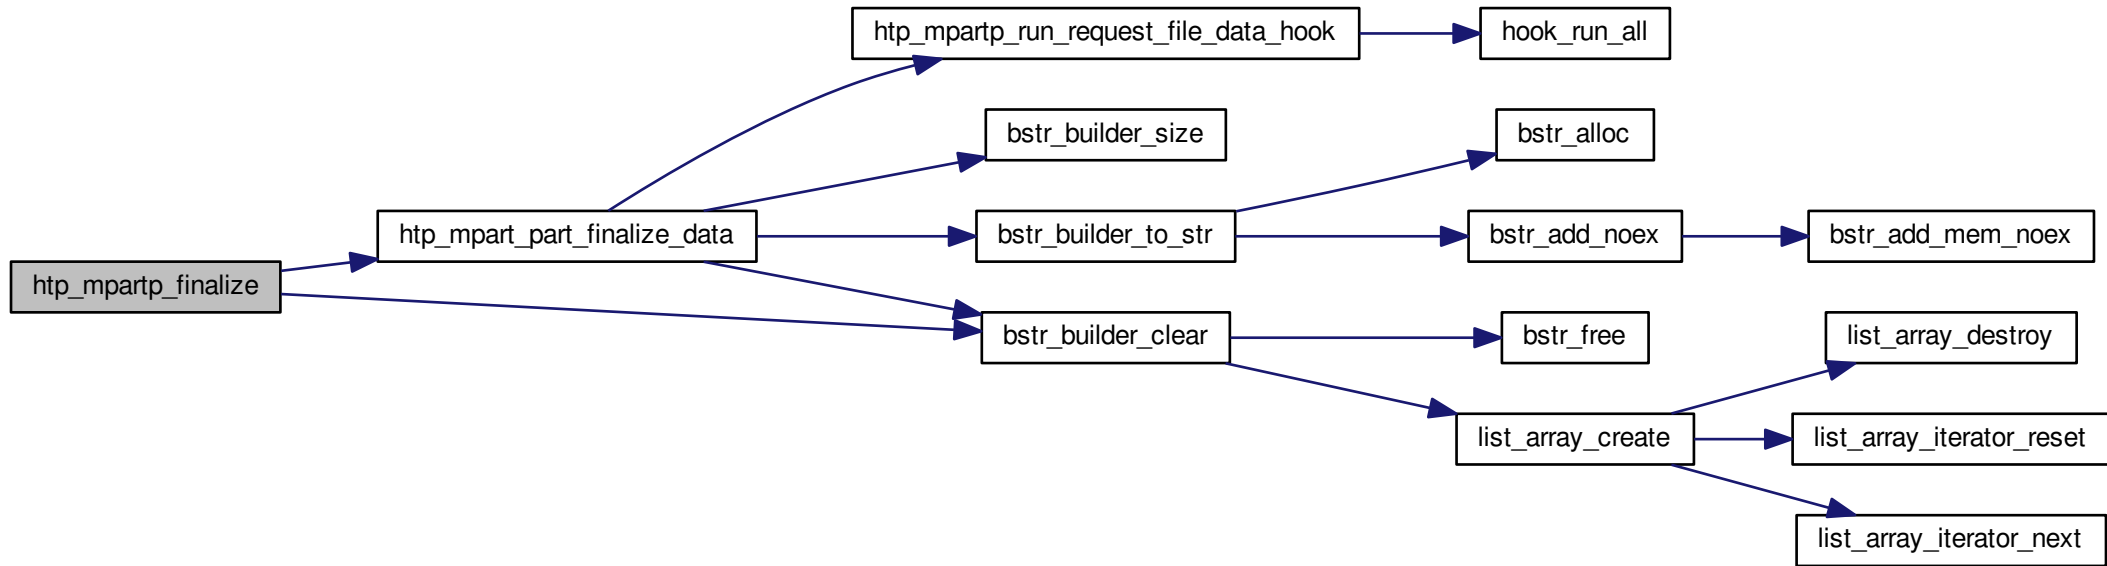 htp_mpartp_run_request_file_data_hook
hook_run_all
bstr_builder_size
bstr_alloc
htp_mpart_part_finalize_data
bstr_builder_to_str
bstr_add_noex
bstr_add_mem_noex
htp_mpartp_finalize
bstr_builder_clear
bstr_free
list_array_destroy
list_array_create
list_array_iterator_reset
list_array_iterator_next